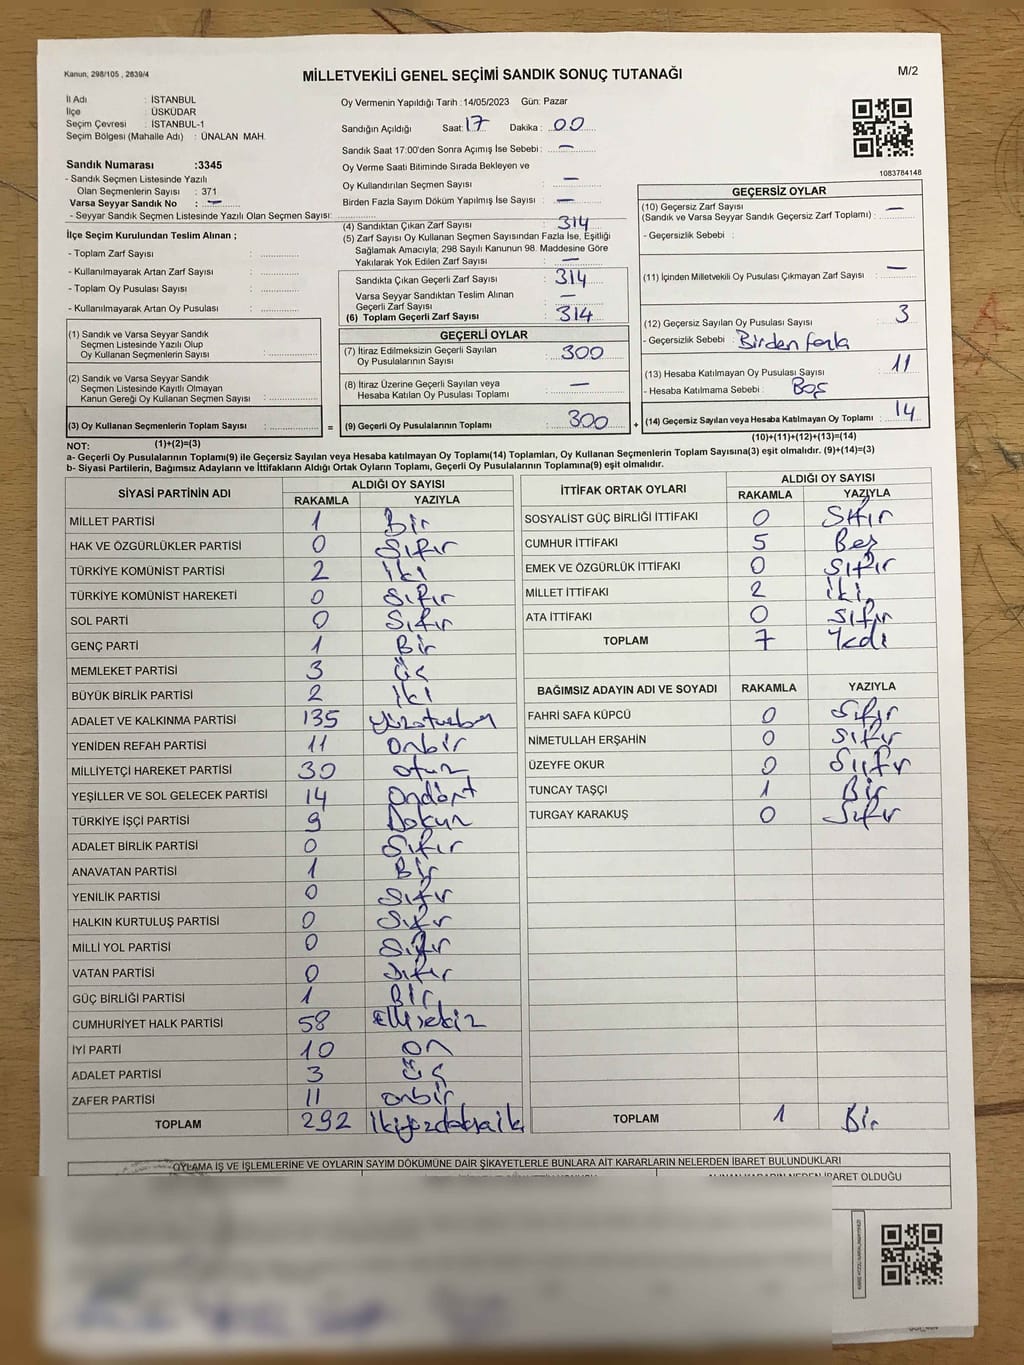 Kanun, 298/105 , 2839/4
MİLLETVEKİLİ GENEL SEÇİMİ SANDIK SONUÇ TUTANAĞI
M/2
İl Adı : İSTANBUL
İlçe : ÜSKÜDAR
Seçim Çevresi : İSTANBUL-1
Seçim Bölgesi (Mahalle Adı) : ÜNALAN MAH.
Sandık Numarası :3345
- Sandık Seçmen Listesinde Yazılı
Olan Seçmenlerin Sayısı : 371
Varsa Seyyar Sandık No : —
- Seyyar Sandık Seçmen Listesinde Yazılı Olan Seçmen Sayısı: ..............
Oy Vermenin Yapıldığı Tarih :14/05/2023 Gün: Pazar
Sandığın Açıldığı Saat: 17 Dakika : 00
Sandık Saat 17:00'den Sonra Açımış İse Sebebi : —
Oy Verme Saati Bitiminde Sırada Bekleyen ve
Oy Kullandırılan Seçmen Sayısı : —
Birden Fazla Sayım Döküm Yapılmış İse Sayısı : —
1083784148
İlçe Seçim Kurulundan Teslim Alınan ;
- Toplam Zarf Sayısı : ..............
- Kullanılmayarak Artan Zarf Sayısı : ..............
- Toplam Oy Pusulası Sayısı : ..............
- Kullanılmayarak Artan Oy Pusulası : ..............
(1) Sandık ve Varsa Seyyar Sandık
Seçmen Listesinde Yazılı Olup
Oy Kullanan Seçmenlerin Sayısı : ..............
(2) Sandık ve Varsa Seyyar Sandık
Seçmen Listesinde Kayıtlı Olmayan
Kanun Gereği Oy Kullanan Seçmen Sayısı : ..............
(3) Oy Kullanan Seçmenlerin Toplam Sayısı : .............. =
(4) Sandıktan Çıkan Zarf Sayısı : 314
(5) Zarf Sayısı Oy Kullanan Seçmen Sayısından Fazla İse, Eşitliği
Sağlamak Amacıyla; 298 Sayılı Kanunun 98. Maddesine Göre
Yakılarak Yok Edilen Zarf Sayısı : —
Sandıkta Çıkan Geçerli Zarf Sayısı : 314
Varsa Seyyar Sandıktan Teslim Alınan
Geçerli Zarf Sayısı : —
(6) Toplam Geçerli Zarf Sayısı : 314
GEÇERLİ OYLAR
(7) İtiraz Edilmeksizin Geçerli Sayılan
Oy Pusulalarının Sayısı : 300
(8) İtiraz Üzerine Geçerli Sayılan veya
Hesaba Katılan Oy Pusulası Toplamı : —
(9) Geçerli Oy Pusulalarının Toplamı : 300 +
GEÇERSİZ OYLAR
(10) Geçersiz Zarf Sayısı
(Sandık ve Varsa Seyyar Sandık Geçersiz Zarf Toplamı) : —
- Geçersizlik Sebebi :
(11) İçinden Milletvekili Oy Pusulası Çıkmayan Zarf Sayısı : —
(12) Geçersiz Sayılan Oy Pusulası Sayısı : 3
- Geçersizlik Sebebi : Birden fazla
(13) Hesaba Katılmayan Oy Pusulası Sayısı : 11
- Hesaba Katılmama Sebebi : Boş
(14) Geçersiz Sayılan veya Hesaba Katılmayan Oy Toplamı : 14
NOT: (1)+(2)=(3)
(10)+(11)+(12)+(13)=(14)
a- Geçerli Oy Pusulalarının Toplamı(9) ile Geçersiz Sayılan veya Hesaba katılmayan Oy Toplamı(14) Toplamları, Oy Kullanan Seçmenlerin Toplam Sayısına(3) eşit olmalıdır. (9)+(14)=(3)
b- Siyasi Partilerin, Bağımsız Adayların ve İttifakların Aldığı Ortak Oyların Toplamı, Geçerli Oy Pusulalarının Toplamına(9) eşit olmalıdır.
SİYASİ PARTİNİN ADI ALDIĞI OY SAYISI
RAKAMLA YAZIYLA
MİLLET PARTİSİ 1 Bir
HAK VE ÖZGÜRLÜKLER PARTİSİ 0 Sıfır
TÜRKİYE KOMÜNİST PARTİSİ 2 İki
TÜRKİYE KOMÜNİST HAREKETİ 0 Sıfır
SOL PARTİ 0 Sıfır
GENÇ PARTİ 1 Bir
MEMLEKET PARTİSİ 3 Üç
BÜYÜK BİRLİK PARTİSİ 2 İki
ADALET VE KALKINMA PARTİSİ 135
YENİDEN REFAH PARTİSİ 11 onbir
MİLLİYETÇİ HAREKET PARTİSİ 30 otuz
YEŞİLLER VE SOL GELECEK PARTİSİ 14 Ondört
TÜRKİYE İŞÇİ PARTİSİ 9 Dokuz
ADALET BİRLİK PARTİSİ 0 Sıfır
ANAVATAN PARTİSİ 1 Bir
YENİLİK PARTİSİ 0 Sıfır
HALKIN KURTULUŞ PARTİSİ 0 Sıfır
MİLLİ YOL PARTİSİ 0 Sıfır
VATAN PARTİSİ 0 Sıfır
GÜÇ BİRLİĞİ PARTİSİ 1 Bir
CUMHURİYET HALK PARTİSİ 58 Ellisekiz
İYİ PARTİ 10 on
ADALET PARTİSİ 3 Üç
ZAFER PARTİSİ 11 onbir
TOPLAM 292
İTTİFAK ORTAK OYLARI ALDIĞI OY SAYISI
RAKAMLA YAZIYLA
SOSYALİST GÜÇ BİRLİĞİ İTTİFAKI 0 Sıfır
CUMHUR İTTİFAKI 5 Beş
EMEK VE ÖZGÜRLÜK İTTİFAKI 0 Sıfır
MİLLET İTTİFAKI 2 İki
ATA İTTİFAKI 0 Sıfır
TOPLAM 7 Yedi
BAĞIMSIZ ADAYIN ADI VE SOYADI RAKAMLA YAZIYLA
FAHRİ SAFA KÜPCÜ 0 Sıfır
NİMETULLAH ERŞAHİN 0 Sıfır
ÜZEYFE OKUR 0 Sıfır
TUNCAY TAŞÇI 1 Bir
TURGAY KARAKUŞ 0 Sıfır
TOPLAM 1 Bir
OYLAMA İŞ VE İŞLEMLERİNE VE OYLARIN SAYIM DÖKÜMÜNE DAİR ŞİKAYETLERLE BUNLARA AİT KARARLARIN NELERDEN İBARET BULUNDUKLARI
ALINAN KARARIN NEDEN İBARET OLDUĞU